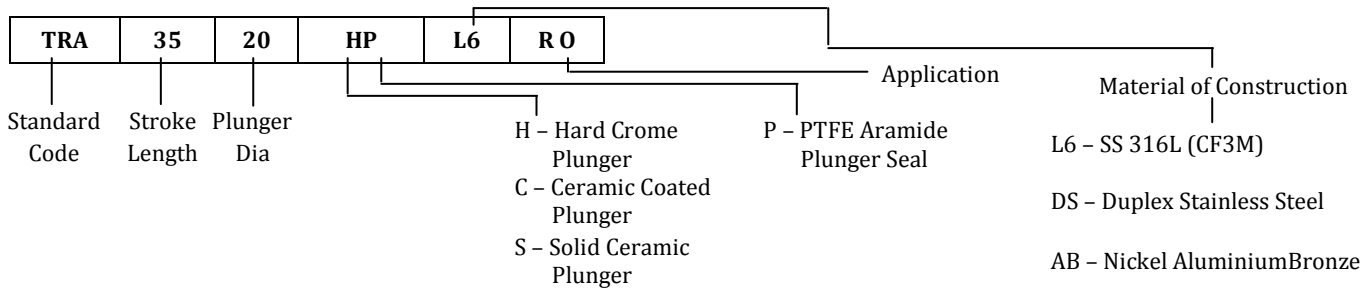 TRA 35 20 HP L6 R O
Application
Material of Construction
Standard
Code
Stroke
Length
Plunger
Dia
H – Hard Crome
Plunger
C – Ceramic Coated
Plunger
S – Solid Ceramic
Plunger
P – PTFE Aramide
Plunger Seal
L6 – SS 316L (CF3M)
DS – Duplex Stainless Steel
AB – Nickel AluminiumBronze